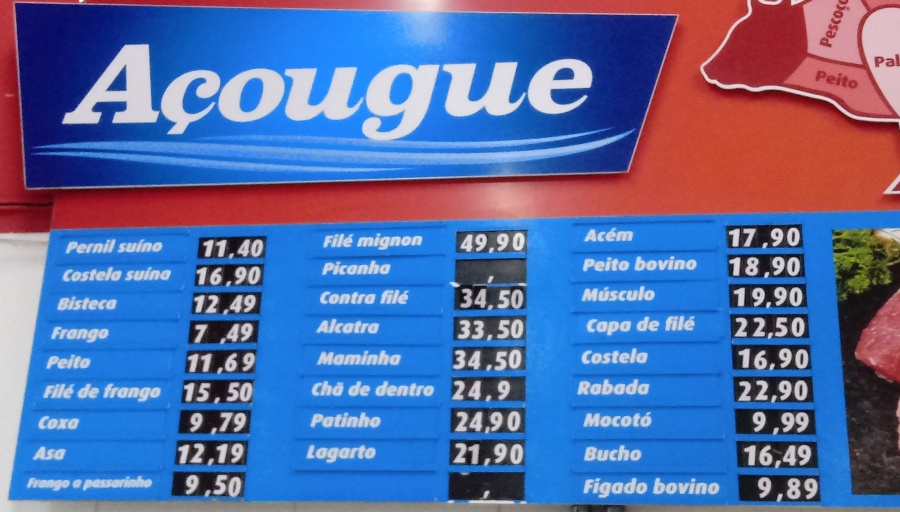 Açougue
Pescoço
Peito
Pal
Pernil suíno 11,40
Costela suína 16,90
Bisteca 12,49
Frango 7,49
Peito 11,69
Filé de frango 15,50
Coxa 9,79
Asa 12,19
Frango a passarinho 9,50
Filé mignon 49,90
Picanha ,
Contra filé 34,50
Alcatra 33,50
Maminha 34,50
Chã de dentro 24,9
Patinho 24,90
Lagarto 21,90
,
Acém 17,90
Peito bovino 18,90
Músculo 19,90
Capa de filé 22,50
Costela 16,90
Rabada 22,90
Mocotó 9,99
Bucho 16,49
Figado bovino 9,89